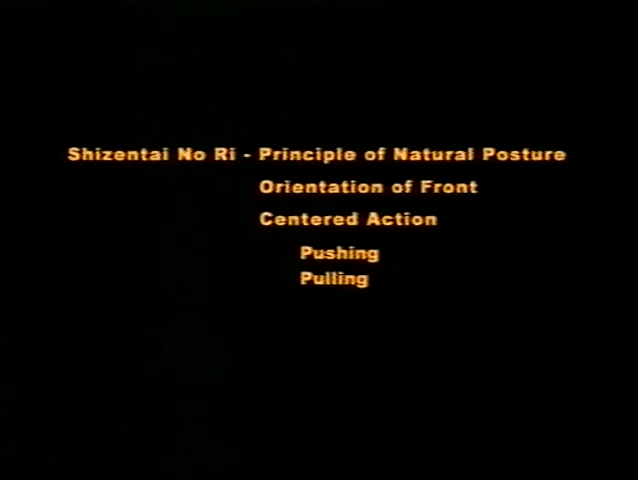 Shizentai No Ri - Principle of Natural Posture
Orientation of Front
Centered Action
Pushing
Pulling